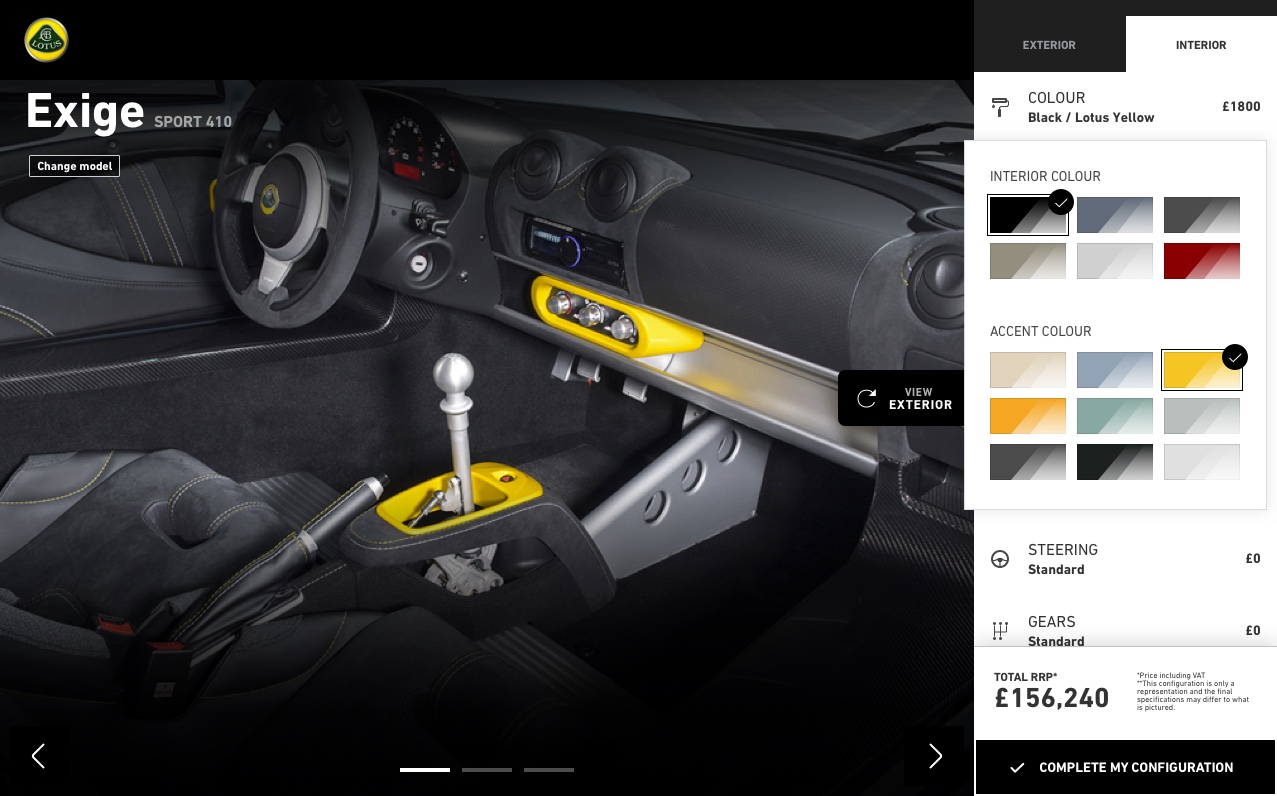 LOTUS
EXTERIOR
INTERIOR
Exige SPORT 410
Change model
COLOUR
Black / Lotus Yellow
£1800
INTERIOR COLOUR
ACCENT COLOUR
VIEW
EXTERIOR
STEERING
Standard
£0
GEARS
Standard
£0
TOTAL RRP*
£156,240
*Price including VAT
**This configuration is only a
representation and the final
specifications may differ to what
is pictured.
COMPLETE MY CONFIGURATION